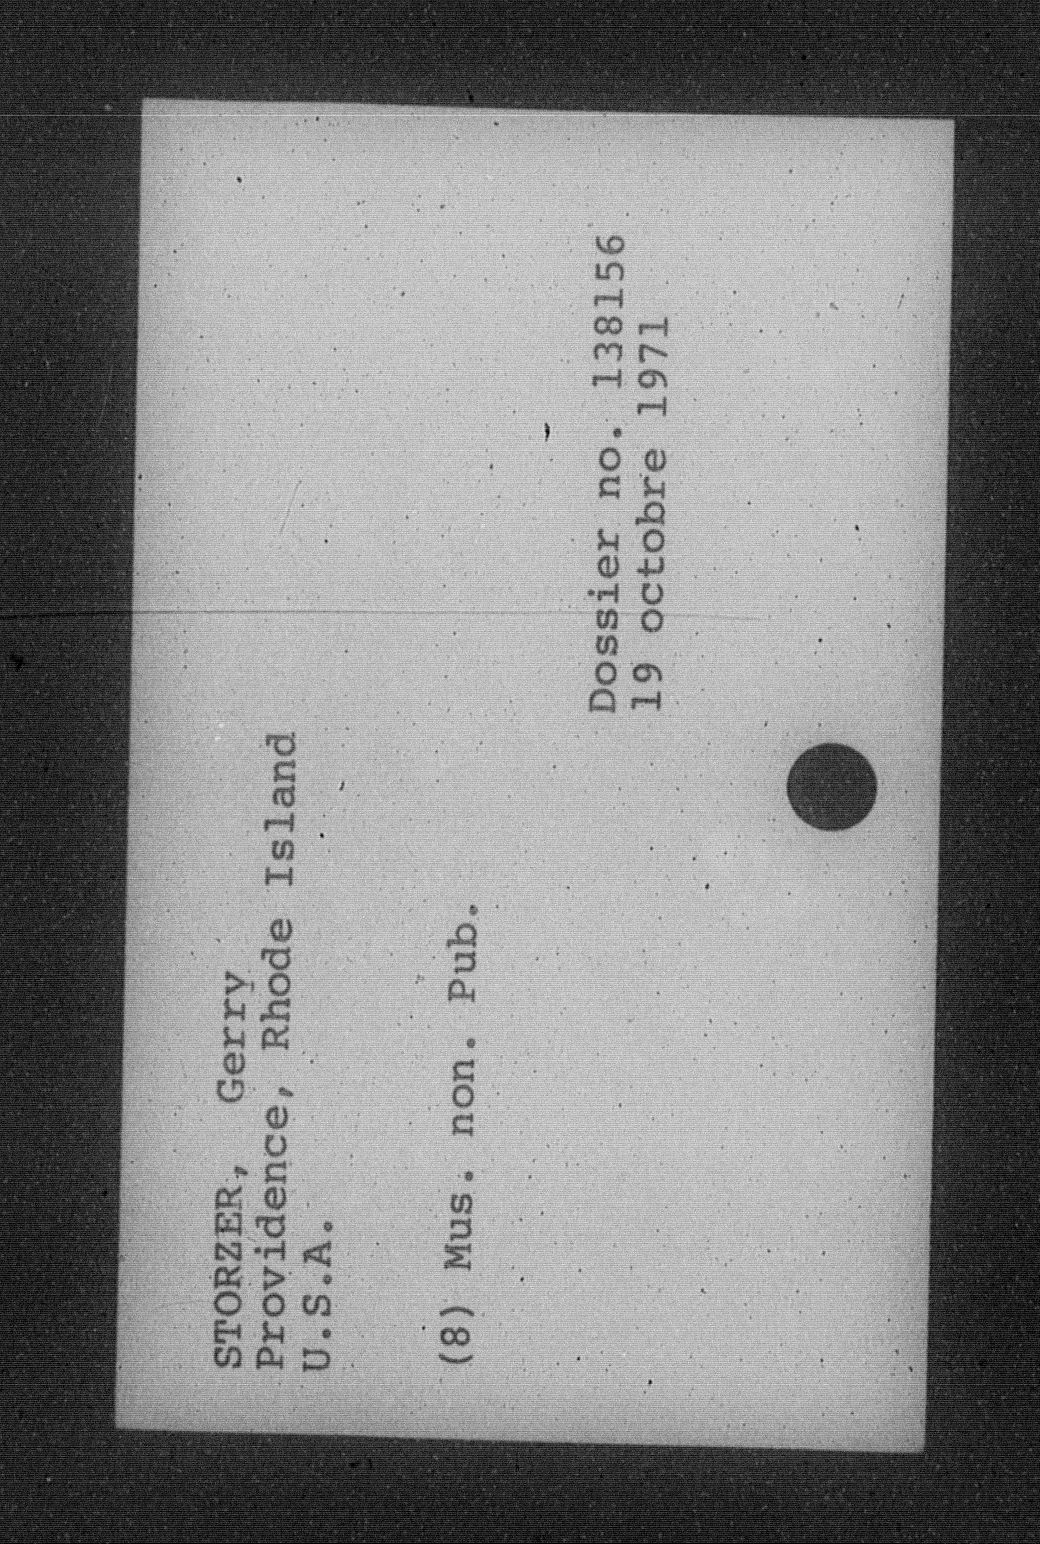 STORZER, Gerry
Providence, Rhode Island
U.S.A.
(8) Mus. non. Pub.
Dossier no. 138156
19 octobre 1971